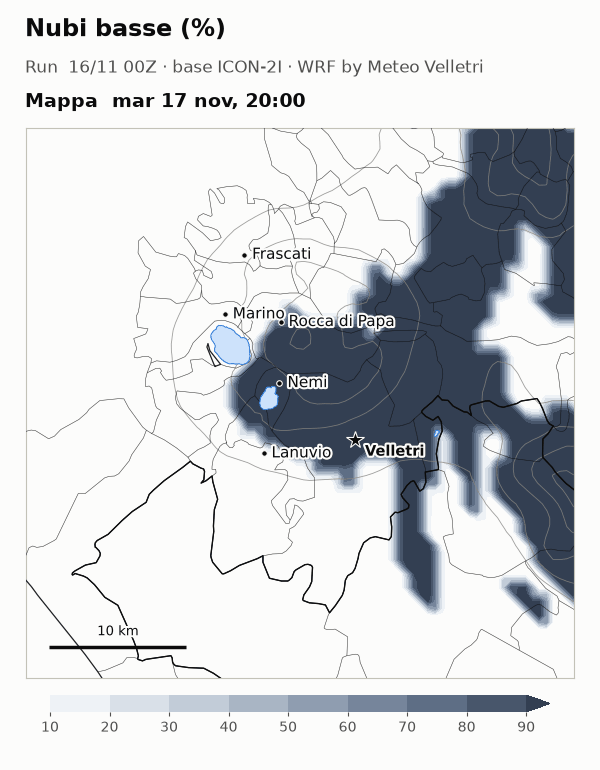 Nubi basse (%)
Run  16/11 00Z · base ICON-2I · WRF by Meteo Velletri
Mappa  mar 17 nov, 20:00
Frascati
Marino
Rocca di Papa
Nemi
Velletri
Lanuvio
10 km
10 20 30 40 50 60 70 80 90